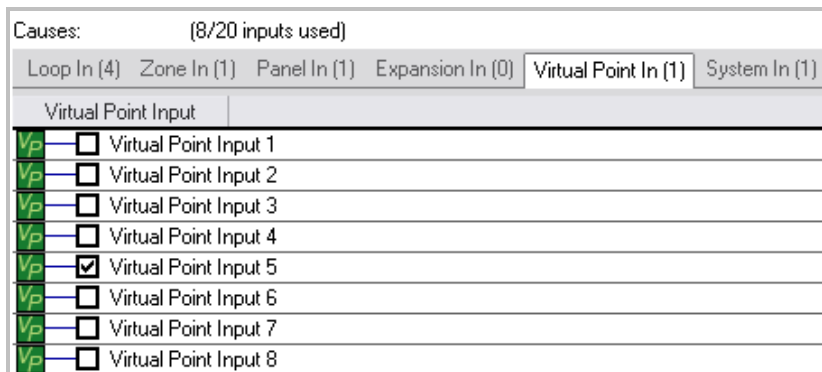 Causes: (8/20 inputs used)
Loop In (4) Zone In (1) Panel In (1) Expansion In (0) Virtual Point In (1) System In (1)
Virtual Point Input
VP Virtual Point Input 1
VP Virtual Point Input 2
VP Virtual Point Input 3
VP Virtual Point Input 4
VP Virtual Point Input 5
VP Virtual Point Input 6
VP Virtual Point Input 7
VP Virtual Point Input 8